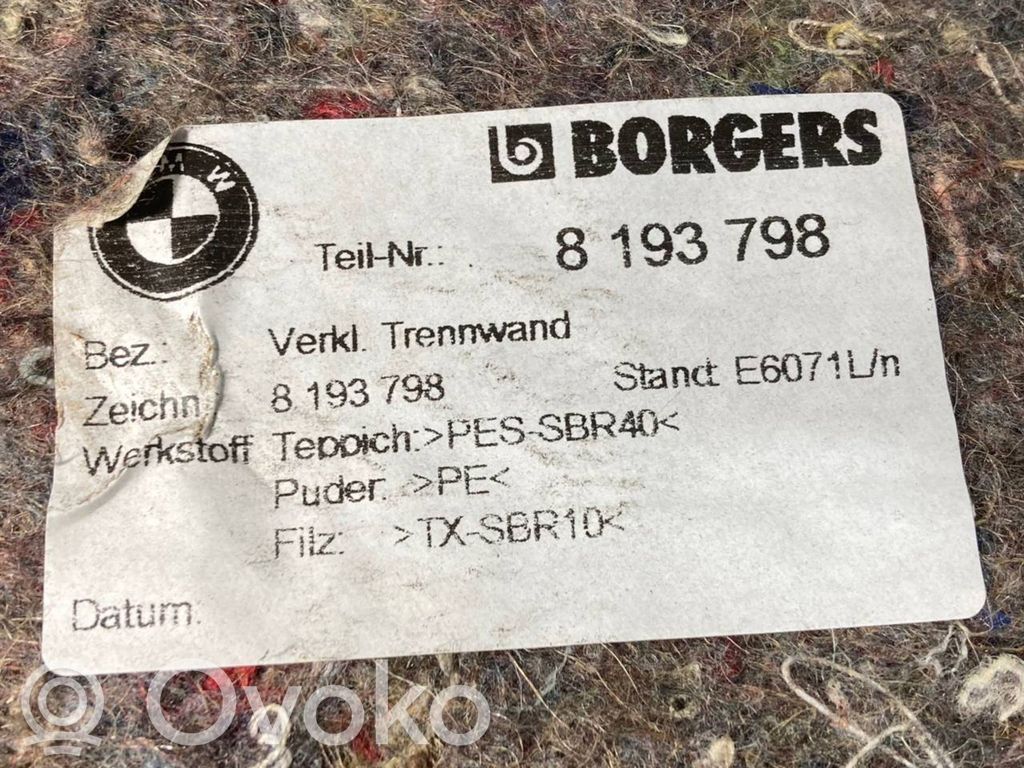 BMW
BORGERS
Teil-Nr.: 8 193 798
Bez.: Verkl. Trennwand
Zeichn 8 193 798 Stand: E6071L/n
Werkstoff Teppich:>PES-SBR40<
Puder: >PE<
Filz: >TX-SBR10<
Datum:
Ovoko